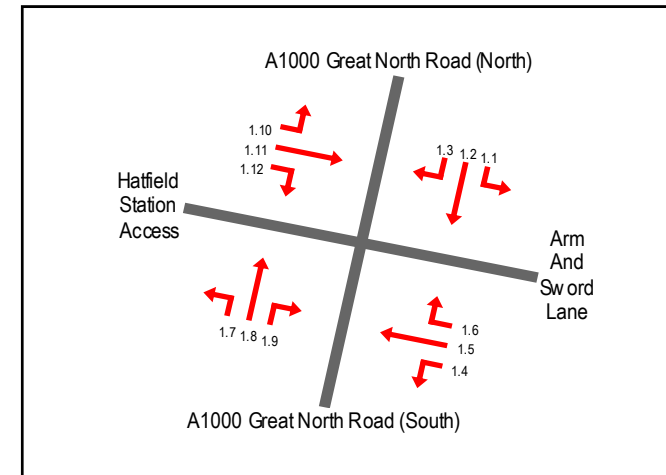 A1000 Great North Road (North)
1.10
1.11
1.12
1.3 1.2 1.1
Hatfield
Station
Access
Arm
And
Sword
Lane
1.7 1.8 1.9
1.6
1.5
1.4
A1000 Great North Road (South)